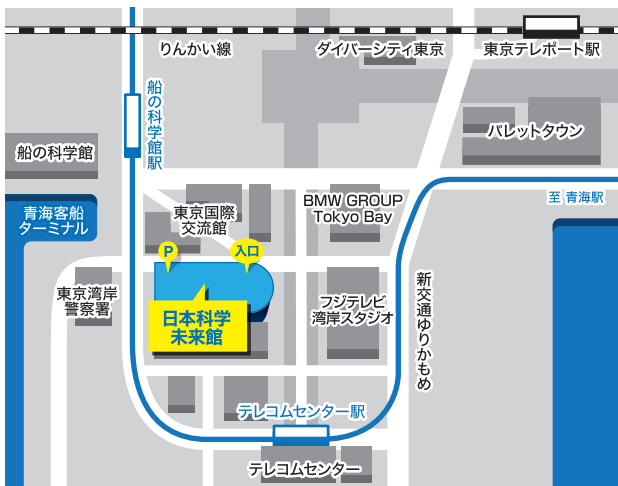 りんかい線
ダイバーシティ東京
東京テレポート駅
船の科学館駅
パレットタウン
船の科学館
至 青海駅
BMW GROUP
Tokyo Bay
東京国際
交流館
青海客船
ターミナル
P
入口
東京湾岸
警察署
フジテレビ
湾岸スタジオ
新交通ゆりかもめ
日本科学
未来館
テレコムセンター駅
テレコムセンター